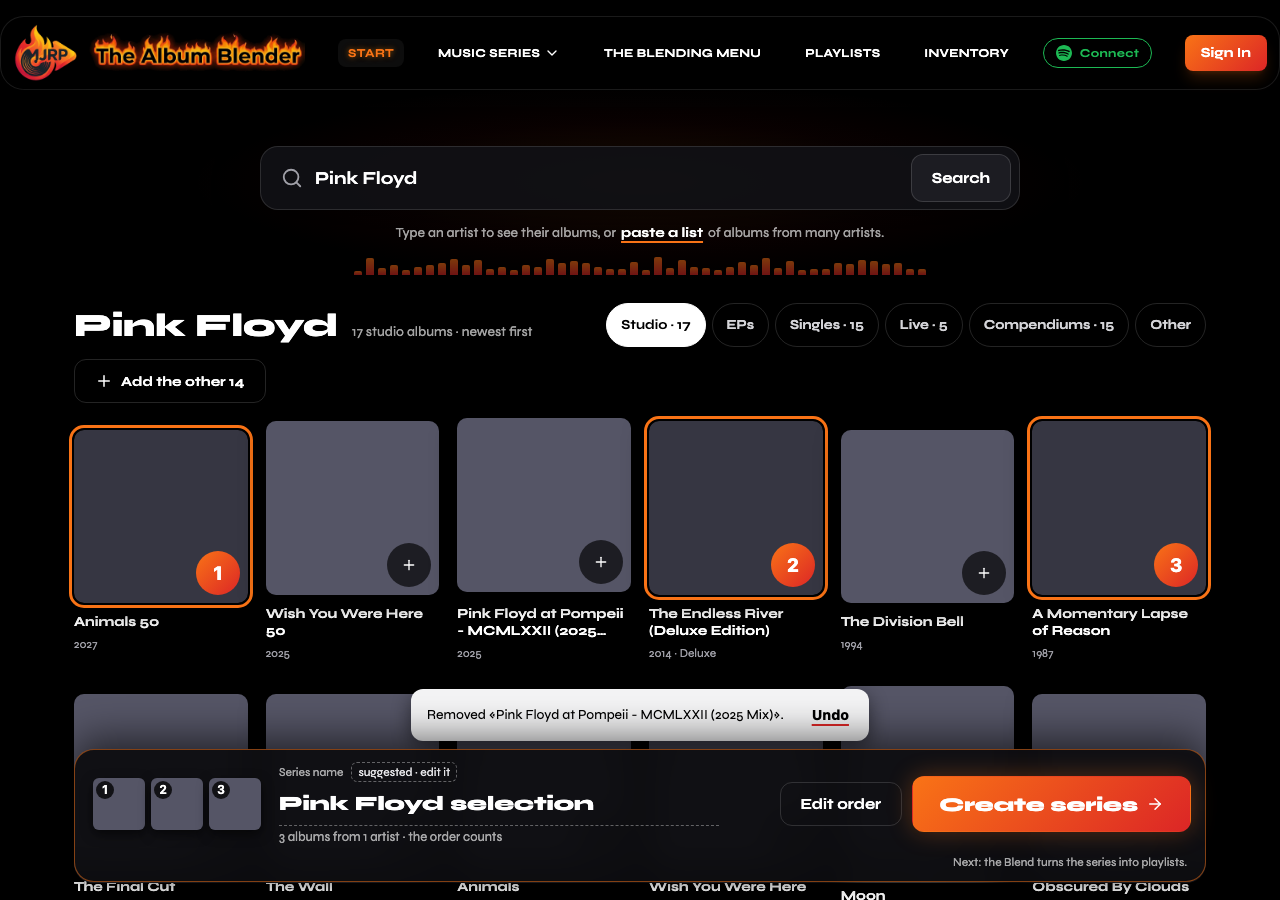 JRP The Album Blender START MUSIC SERIES THE BLENDING MENU PLAYLISTS INVENTORY Connect Sign In
Pink Floyd Search
Type an artist to see their albums, or paste a list of albums from many artists.
Pink Floyd 17 studio albums · newest first Studio · 17 EPs Singles · 15 Live · 5 Compendiums · 15 Other
+ Add the other 14
1 + + 2 + 3
Animals 50
2027
Wish You Were Here
50
2025
Pink Floyd at Pompeii
- MCMLXXII (2025...
2025
The Endless River
(Deluxe Edition)
2014 · Deluxe
The Division Bell
1994
A Momentary Lapse
of Reason
1987
Removed «Pink Floyd at Pompeii - MCMLXXII (2025 Mix)». Undo
1 2 3
Series name suggested · edit it
Pink Floyd selection
3 albums from 1 artist · the order counts
Edit order
Create series →
Next: the Blend turns the series into playlists.
The Final Cut The Wall Animals Wish You Were Here Moon Obscured By Clouds